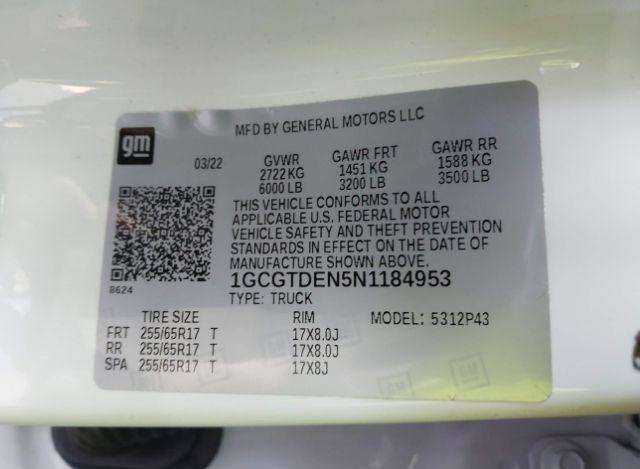 gm
MFD BY GENERAL MOTORS LLC
03/22 GVWR GAWR FRT GAWR RR
2722 KG 1451 KG 1588 KG
6000 LB 3200 LB 3500 LB
THIS VEHICLE CONFORMS TO ALL
APPLICABLE U.S. FEDERAL MOTOR
VEHICLE SAFETY AND THEFT PREVENTION
STANDARDS IN EFFECT ON THE DATE OF
MANUFACTURE SHOWN ABOVE.
8624
1GCGTDEN5N1184953
TYPE: TRUCK
TIRE SIZE RIM MODEL: 5312P43
FRT 255/65R17 T 17X8.0J
RR 255/65R17 T 17X8.0J
SPA 255/65R17 T 17X8J
GM
GM